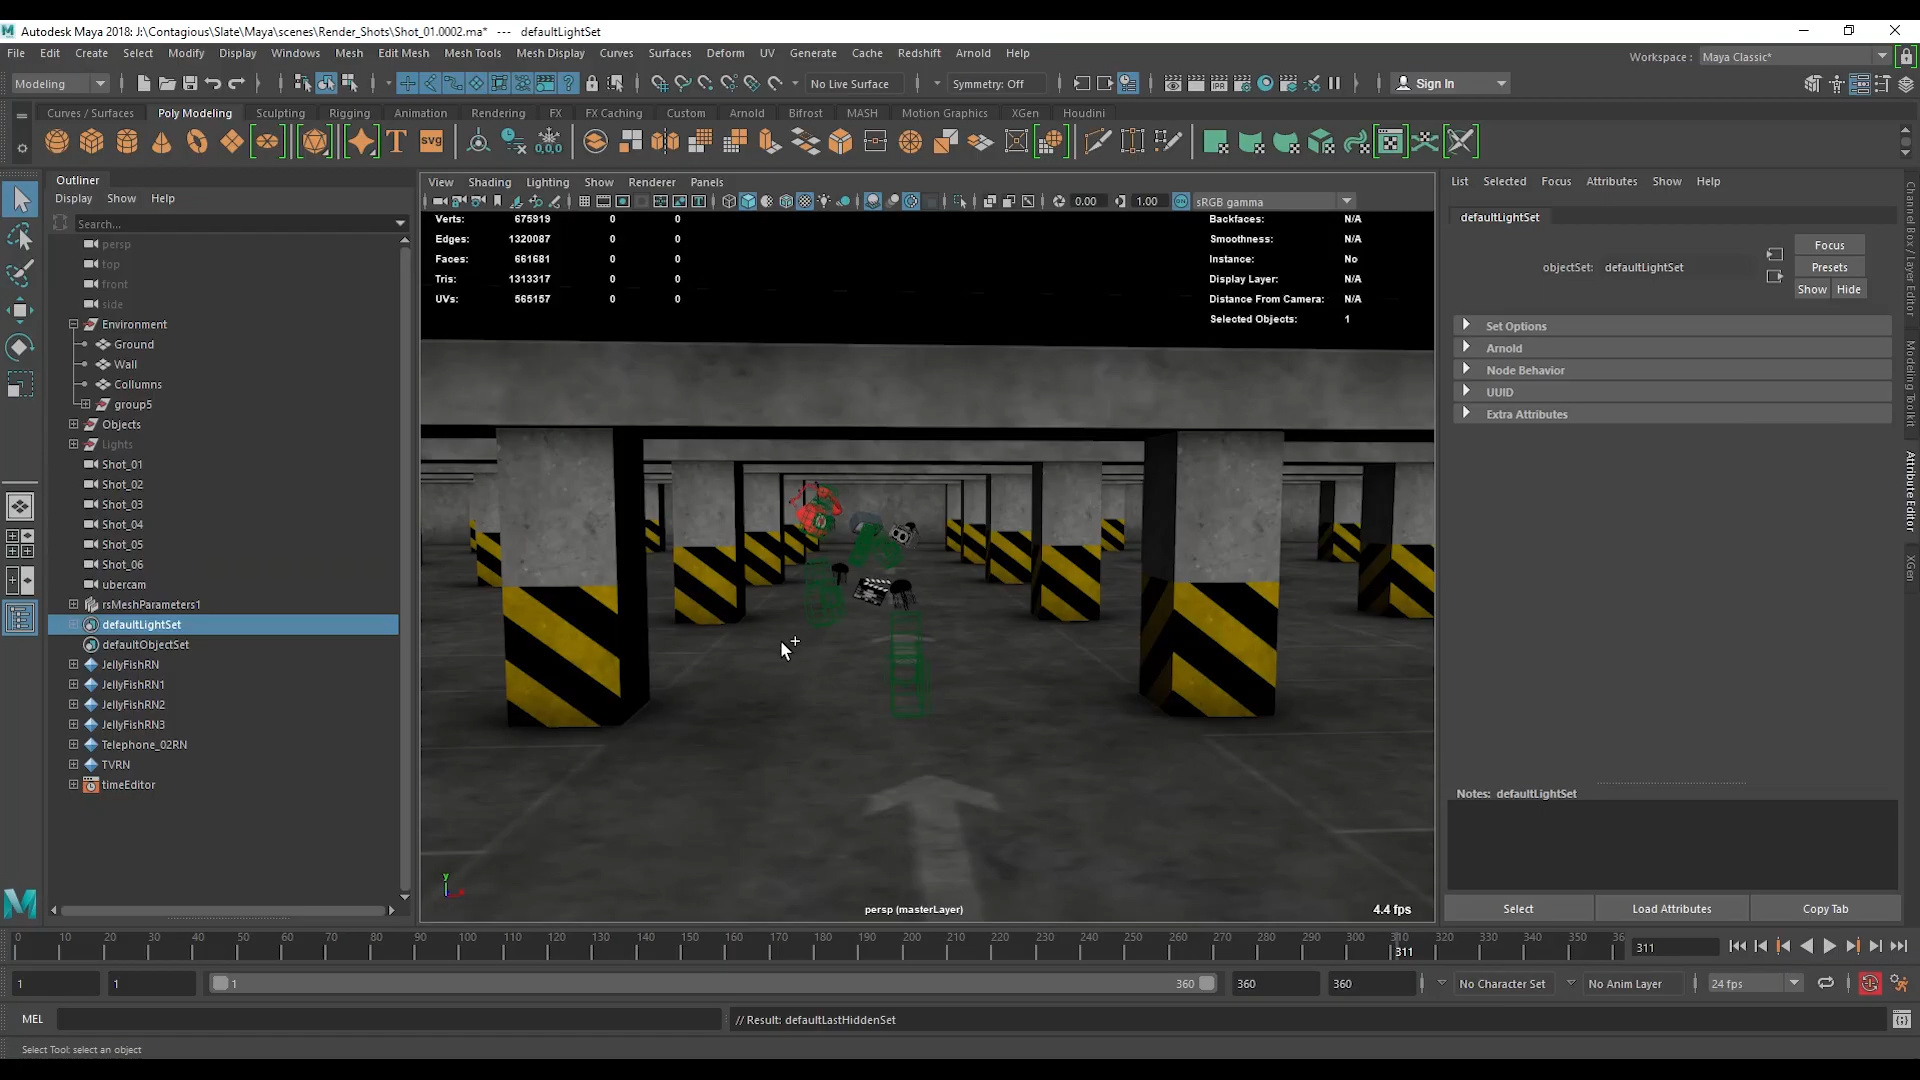 Autodesk Maya 2018: J:\Contagious\Slate\Maya\scenes\Render_Shots\Shot_01.0002.ma* --- defaultLightSet
File Edit Create Select Modify Display Windows Mesh Edit Mesh Mesh Tools Mesh Display Curves Surfaces Deform UV Generate Cache Redshift Arnold Help
Workspace : Maya Classic*
Modeling No Live Surface Symmetry: Off Sign In
Curves / Surfaces Poly Modeling Sculpting Rigging Animation Rendering FX FX Caching Custom Arnold Bifrost MASH Motion Graphics XGen Houdini
Outliner
Display Show Help
Search...
persp
top
front
side
Environment
Ground
Wall
Collumns
group5
Objects
Lights
Shot_01
Shot_02
Shot_03
Shot_04
Shot_05
Shot_06
ubercam
rsMeshParameters1
defaultLightSet
defaultObjectSet
JellyFishRN
JellyFishRN1
JellyFishRN2
JellyFishRN3
Telephone_02RN
TVRN
timeEditor
View Shading Lighting Show Renderer Panels
0.00 1.00 sRGB gamma
Verts: 675919 0 0
Edges: 1320087 0 0
Faces: 661681 0 0
Tris: 1313317 0 0
UVs: 565157 0 0
Backfaces: N/A
Smoothness: N/A
Instance: No
Display Layer: N/A
Distance From Camera: N/A
Selected Objects: 1
persp (masterLayer)
4.4 fps
List Selected Focus Attributes Show Help
defaultLightSet
objectSet: defaultLightSet
Focus
Presets
Show Hide
Set Options
Arnold
Node Behavior
UUID
Extra Attributes
Notes: defaultLightSet
Select Load Attributes Copy Tab
Channel Box / Layer Editor
Modeling Toolkit
Attribute Editor
XGen
0 10 20 30 40 50 60 70 80 90 100 110 120 130 140 150 160 170 180 190 200 210 220 230 240 250 260 270 280 290 300 310 320 330 340 350 36
311
311
1 1 1 360 360 360 No Character Set No Anim Layer 24 fps
MEL // Result: defaultLastHiddenSet
Select Tool: select an object